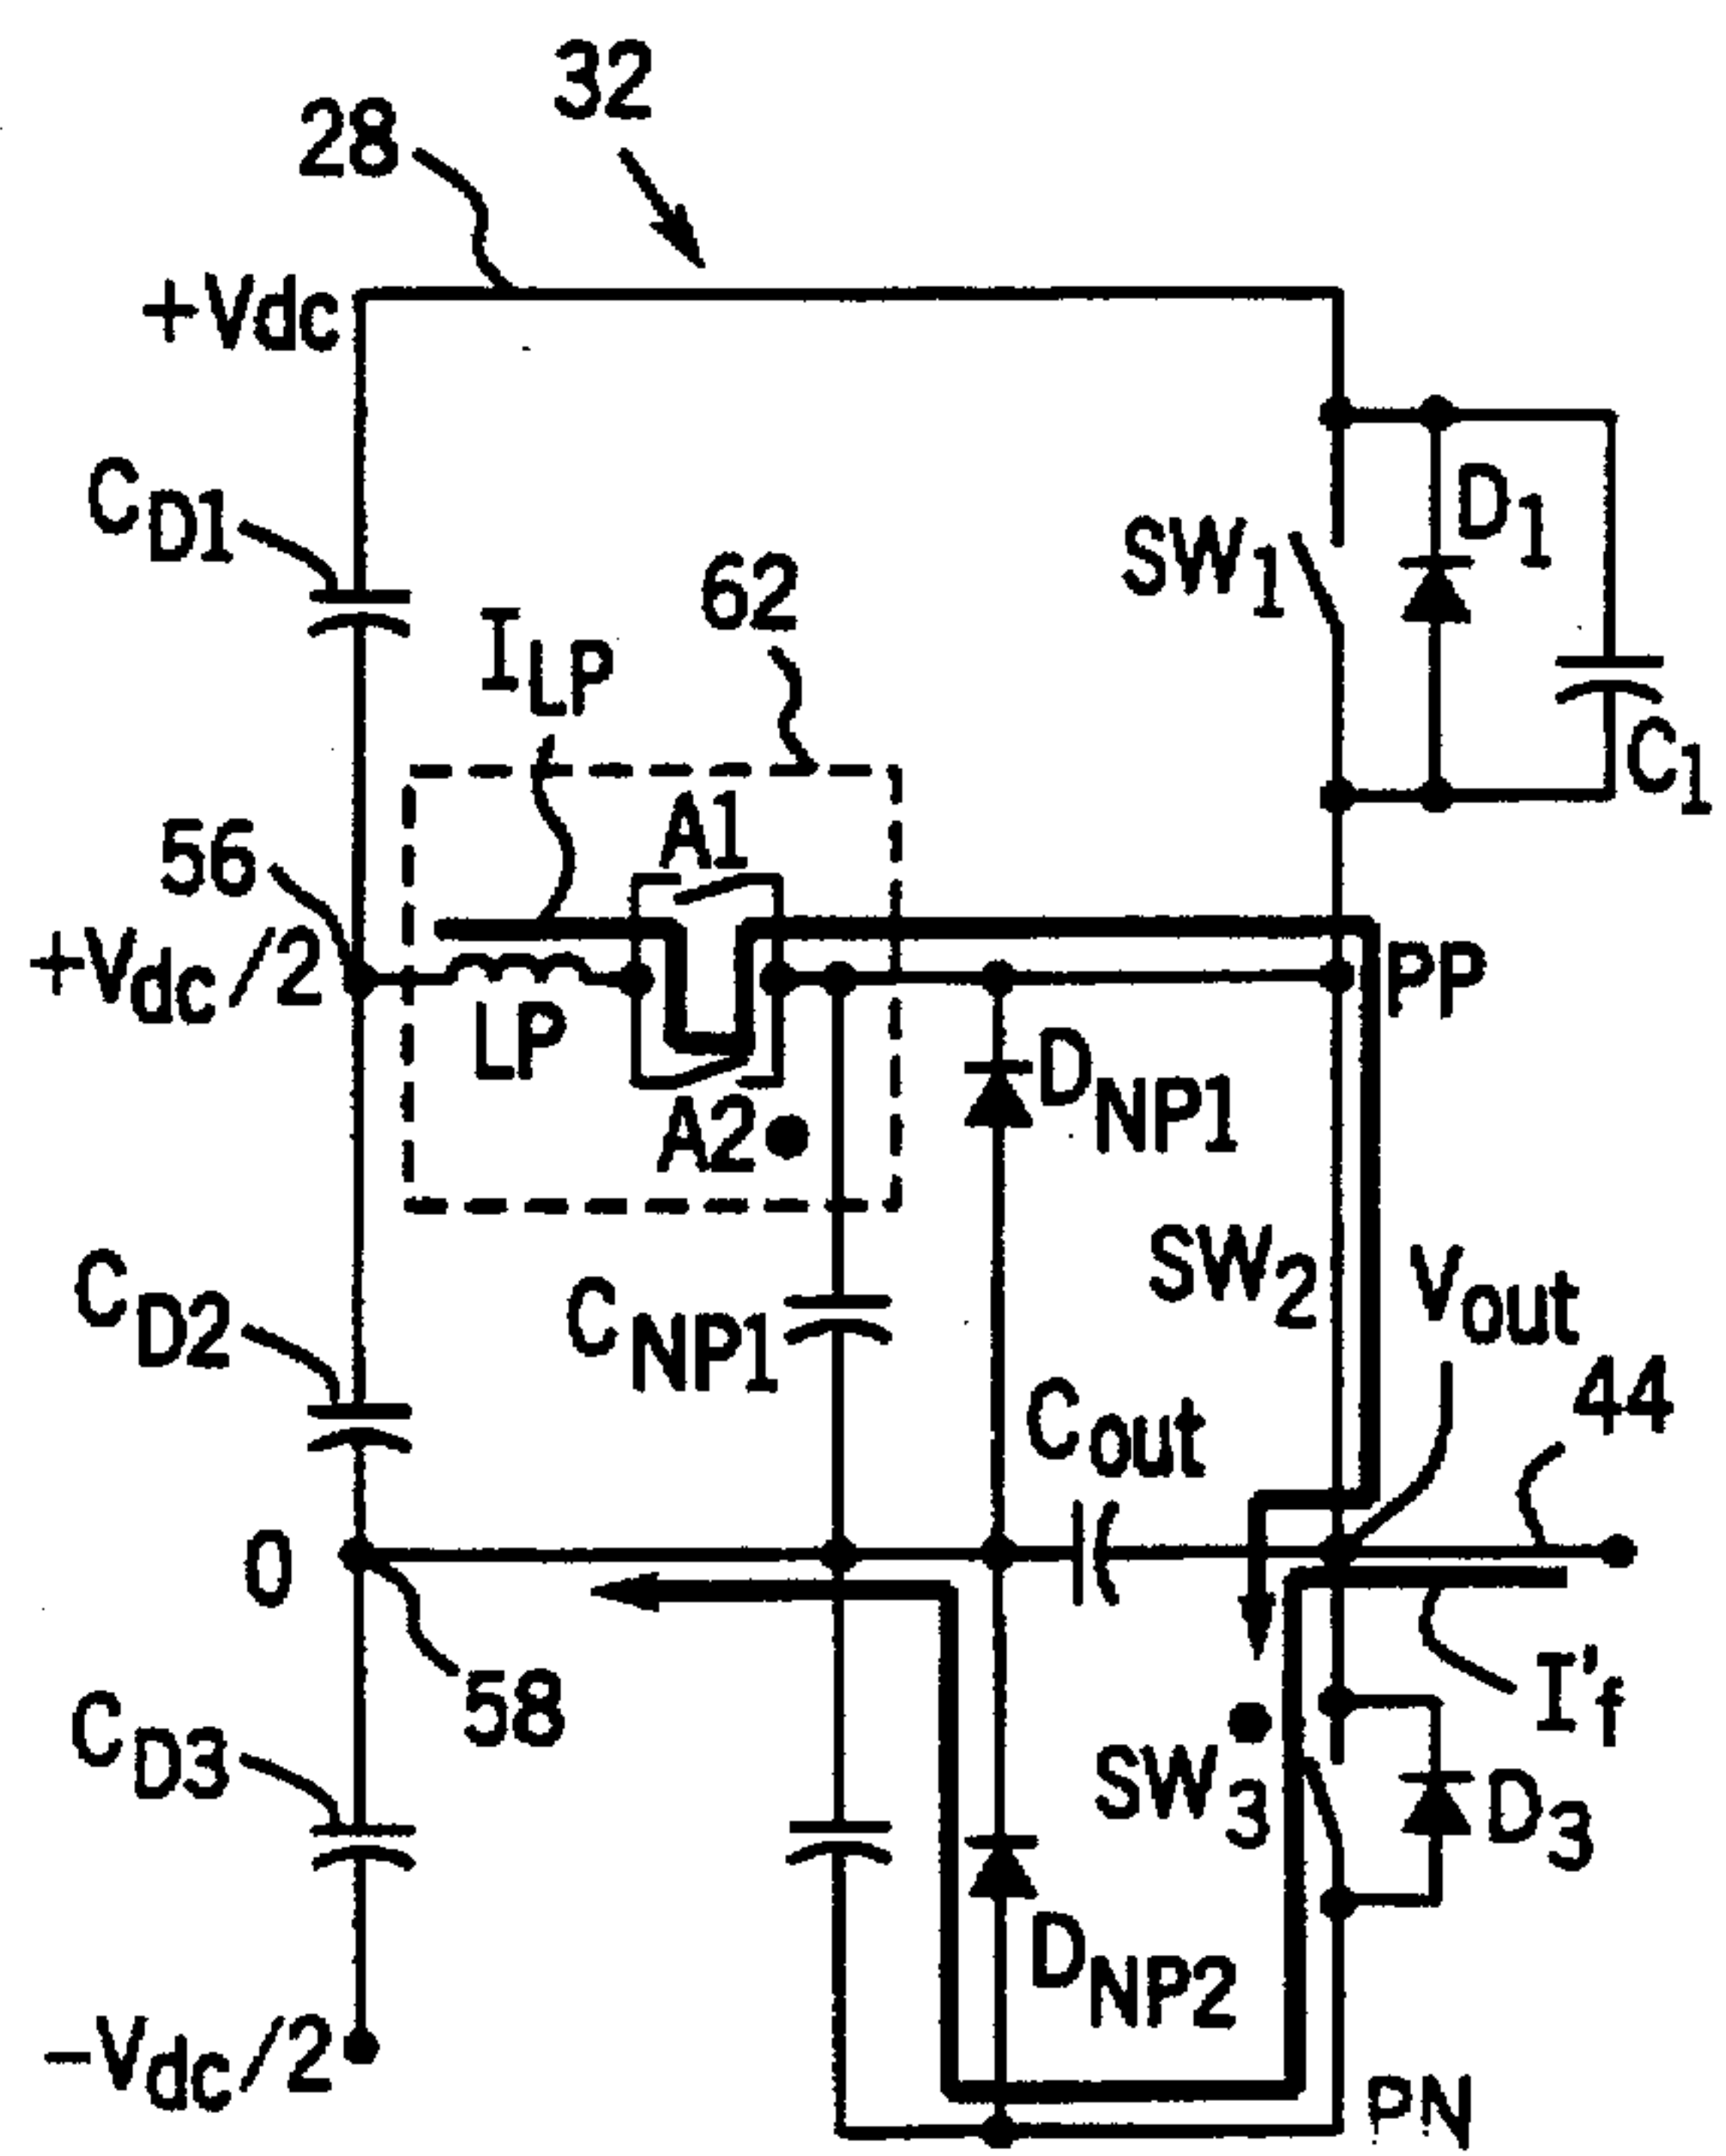 32
28
+Vdc
CD1
SW1
D1
62
ILP
C1
A1
56
+Vdc/2
PP
LP
DNP1
A2
SW2
Vout
CD2
CNP1
44
Cout
0
58
I'f
CD3
SW3
D3
DNP2
-Vdc/2
PN